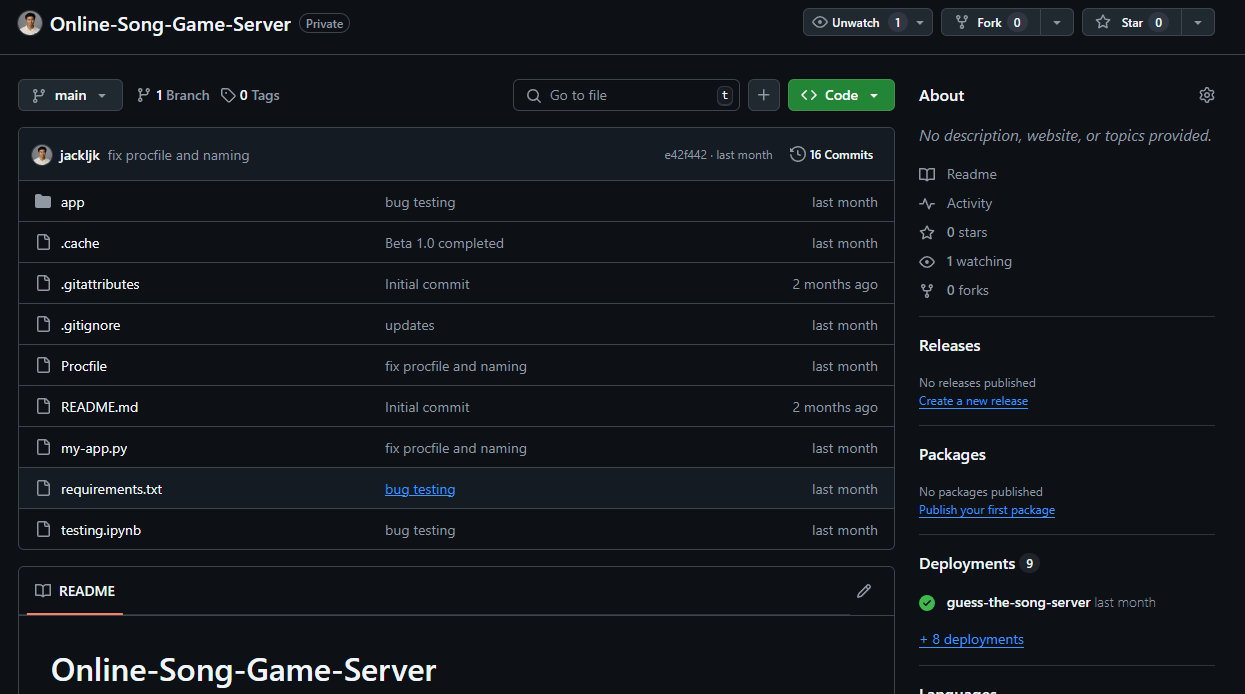 Online-Song-Game-Server Private
Unwatch 1
Fork 0
Star 0
main
1 Branch
0 Tags
Go to file t
Code
jackljk fix procfile and naming e42f442 · last month 16 Commits
app bug testing last month
.cache Beta 1.0 completed last month
.gitattributes Initial commit 2 months ago
.gitignore updates last month
Procfile fix procfile and naming last month
README.md Initial commit 2 months ago
my-app.py fix procfile and naming last month
requirements.txt bug testing last month
testing.ipynb bug testing last month
README
Online-Song-Game-Server
About
No description, website, or topics provided.
Readme
Activity
0 stars
1 watching
0 forks
Releases
No releases published
Create a new release
Packages
No packages published
Publish your first package
Deployments 9
guess-the-song-server last month
+ 8 deployments
Languages